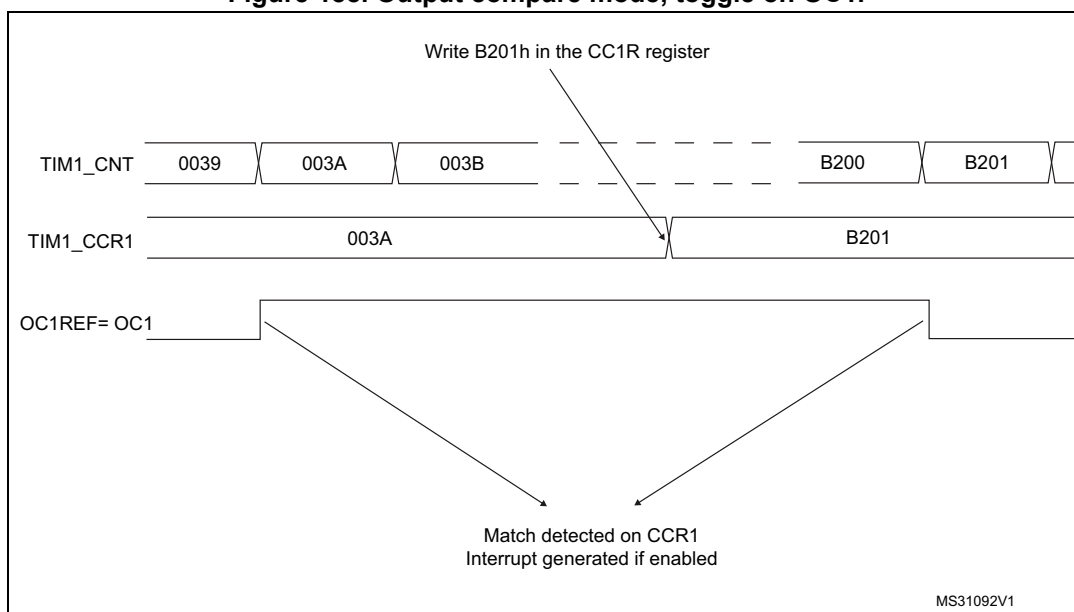 Write B201h in the CC1R register
TIM1_CNT 0039 003A 003B B200 B201
TIM1_CCR1 003A B201
OC1REF= OC1
Match detected on CCR1
Interrupt generated if enabled
MS31092V1